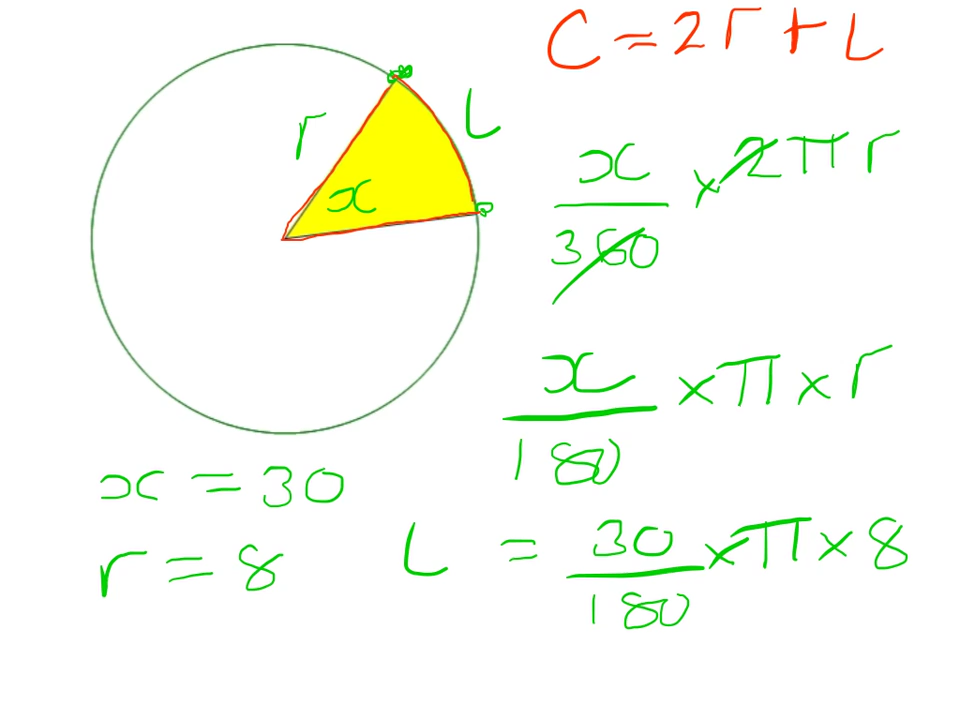 C = 2r + L
r
L
x
x/360 × 2πr
x/180 × π × r
x = 30
r = 8
L = 30/180 × π × 8